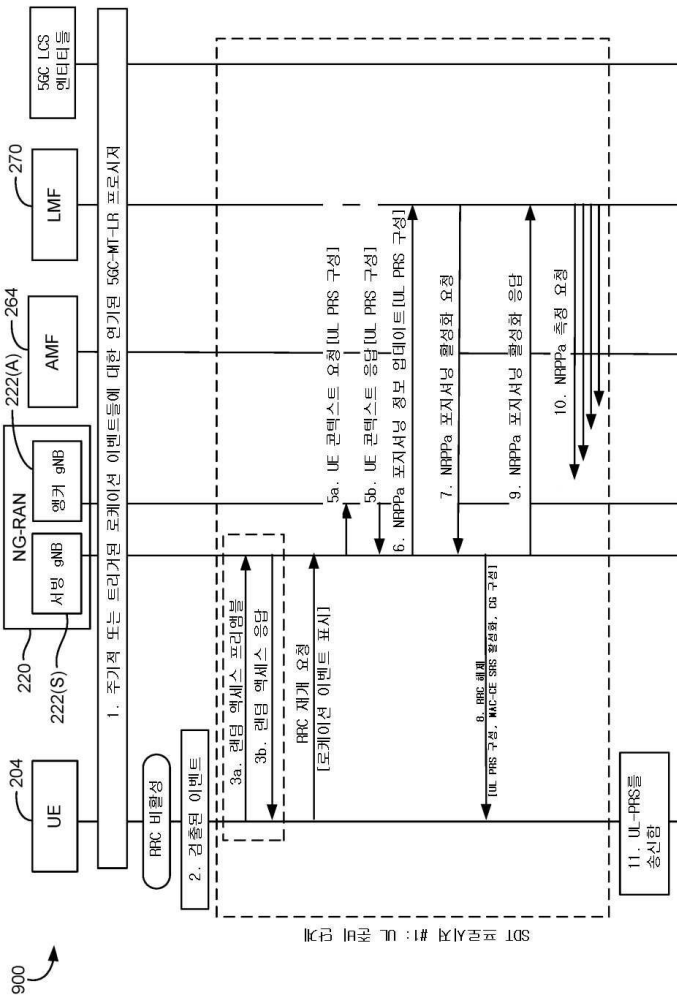 900
204
UE
NG-RAN
220
서빙 gNB
222(S)
앵커 gNB
222(A)
264
AMF
270
LMF
5GC LCS
엔티티들
1. 주기적 또는 트리거된 로케이션 이벤트들에 대한 연기된 5GC-MT-LR 프로시저
RRC 비활성
2. 검출된 이벤트
SDT 프로시저 #1: UL 준비 단계
3a. 랜덤 액세스 프리앰블
3b. 랜덤 액세스 응답
RRC 재개 요청
[로케이션 이벤트 표시]
5a. UE 콘텍스트 요청[UL PRS 구성]
5b. UE 콘텍스트 응답[UL PRS 구성]
6. NRPPa 포지셔닝 정보 업데이트[UL PRS 구성]
7. NRPPa 포지셔닝 활성화 요청
8. RRC 해제
[UL PRS 구성, MAC-CE SRS 활성화, CG 구성]
9. NRPPa 포지셔닝 활성화 응답
10. NRPPa 측정 요청
11. UL-PRS를
송신함